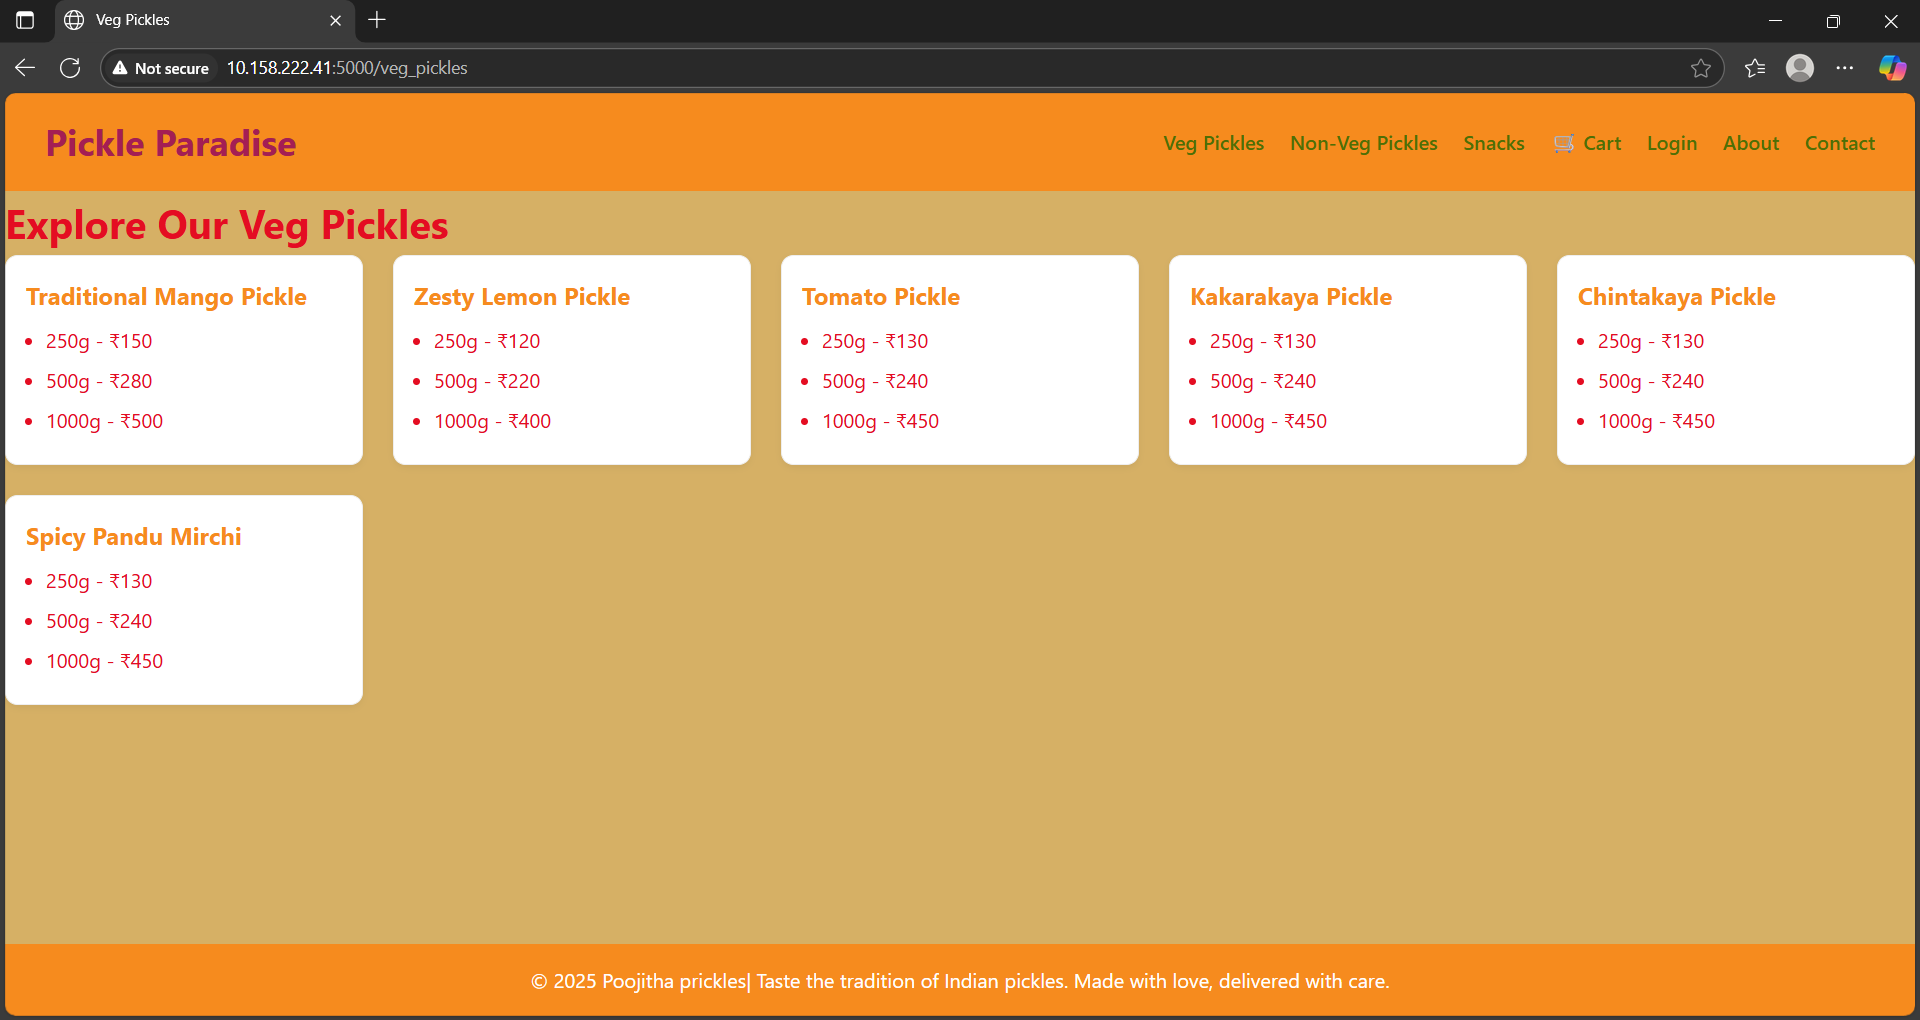 Veg Pickles
Not secure 10.158.222.41:5000/veg_pickles
Pickle Paradise
Veg Pickles Non-Veg Pickles Snacks 🛒 Cart Login About Contact
Explore Our Veg Pickles
Traditional Mango Pickle
• 250g - ₹150
• 500g - ₹280
• 1000g - ₹500
Zesty Lemon Pickle
• 250g - ₹120
• 500g - ₹220
• 1000g - ₹400
Tomato Pickle
• 250g - ₹130
• 500g - ₹240
• 1000g - ₹450
Kakarakaya Pickle
• 250g - ₹130
• 500g - ₹240
• 1000g - ₹450
Chintakaya Pickle
• 250g - ₹130
• 500g - ₹240
• 1000g - ₹450
Spicy Pandu Mirchi
• 250g - ₹130
• 500g - ₹240
• 1000g - ₹450
© 2025 Poojitha prickles| Taste the tradition of Indian pickles. Made with love, delivered with care.